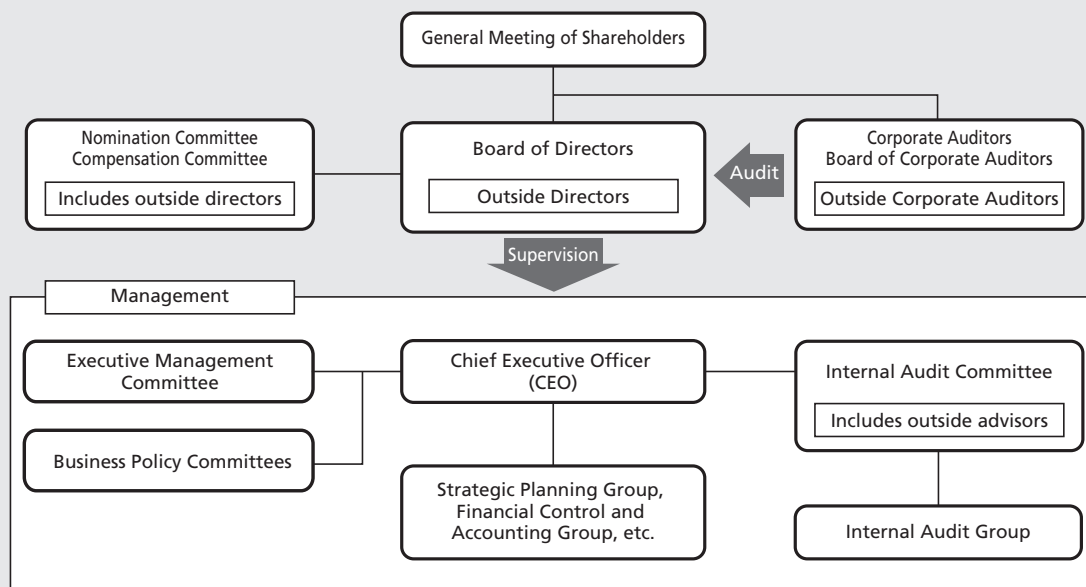 General Meeting of Shareholders
Nomination Committee
Compensation Committee
Includes outside directors
Board of Directors
Outside Directors
Audit
Corporate Auditors
Board of Corporate Auditors
Outside Corporate Auditors
Supervision
Management
Executive Management
Committee
Business Policy Committees
Chief Executive Officer
(CEO)
Strategic Planning Group,
Financial Control and
Accounting Group, etc.
Internal Audit Committee
Includes outside advisors
Internal Audit Group